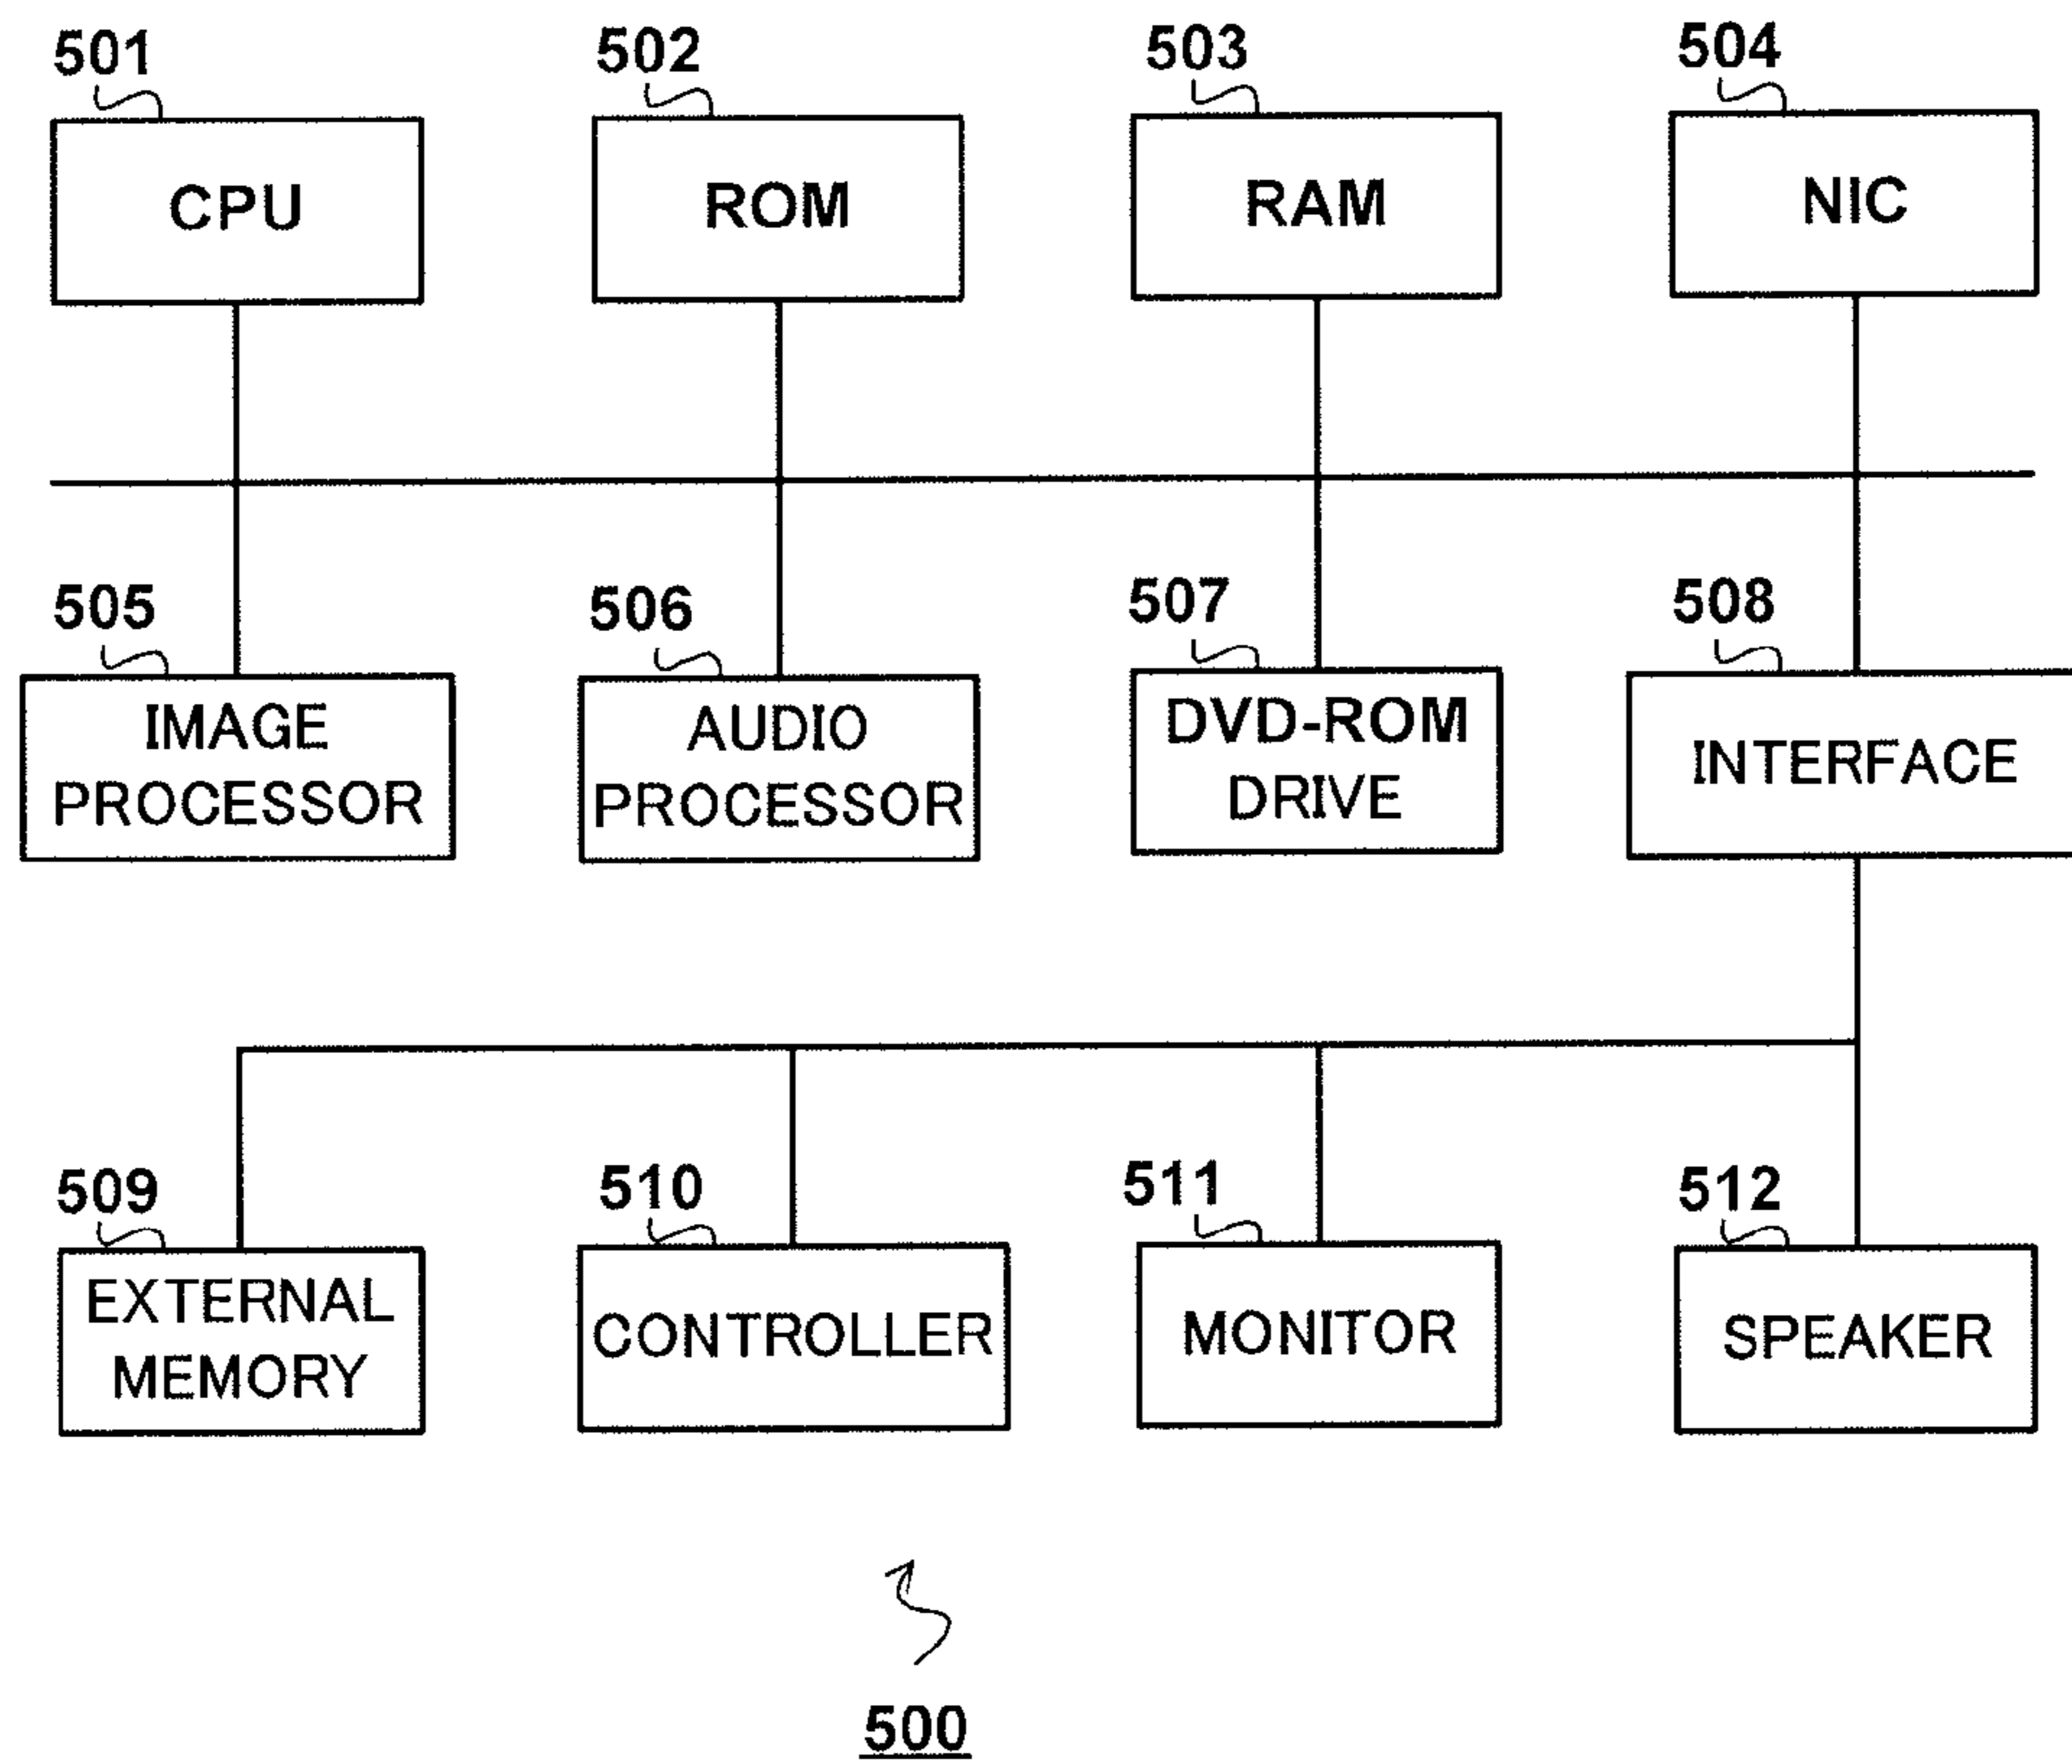 501
502
503
504
CPU
ROM
RAM
NIC
505
506
507
508
IMAGE
PROCESSOR
AUDIO
PROCESSOR
DVD-ROM
DRIVE
INTERFACE
509
510
511
512
EXTERNAL
MEMORY
CONTROLLER
MONITOR
SPEAKER
500